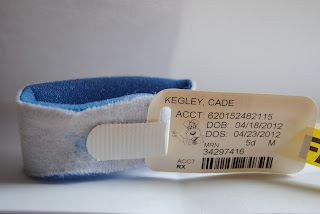 KEGLEY, CADE
ACCT: 620152482115
DOB: 04/18/2012
DOS: 04/23/2012
MRN 5d M
34297416
ACCT
RX